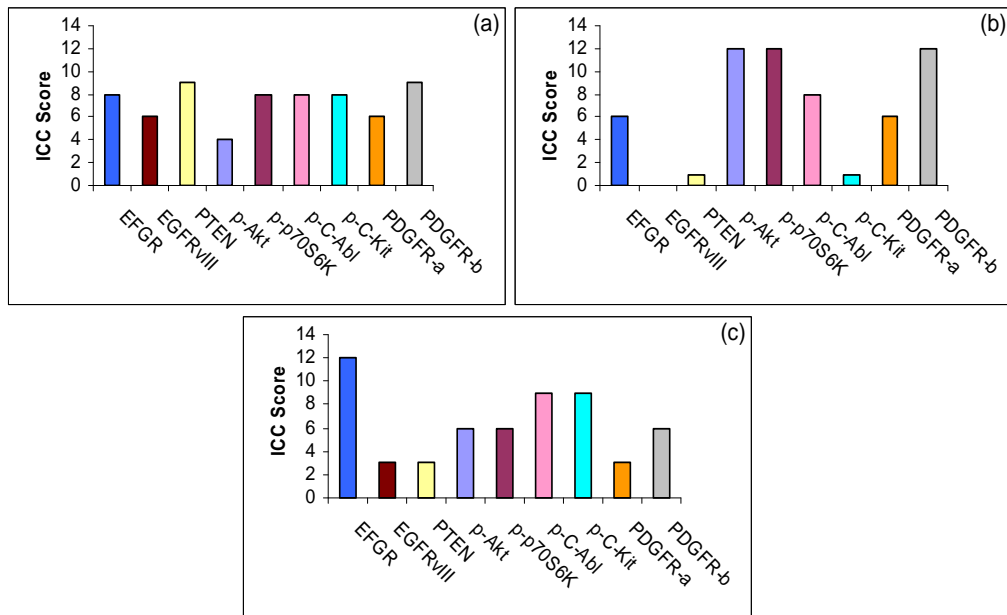 (a)
14
12
10
8
6
4
2
0
ICC Score
EFGR
EGFRvIII
PTEN
p-Akt
p-p70S6K
p-C-Abl
p-C-Kit
PDGFR-a
PDGFR-b
(b)
14
12
10
8
6
4
2
0
ICC Score
EFGR
EGFRvIII
PTEN
p-Akt
p-p70S6K
p-C-Abl
p-C-Kit
PDGFR-a
PDGFR-b
(c)
14
12
10
8
6
4
2
0
ICC Score
EFGR
EGFRvIII
PTEN
p-Akt
p-p70S6K
p-C-Abl
p-C-Kit
PDGFR-a
PDGFR-b